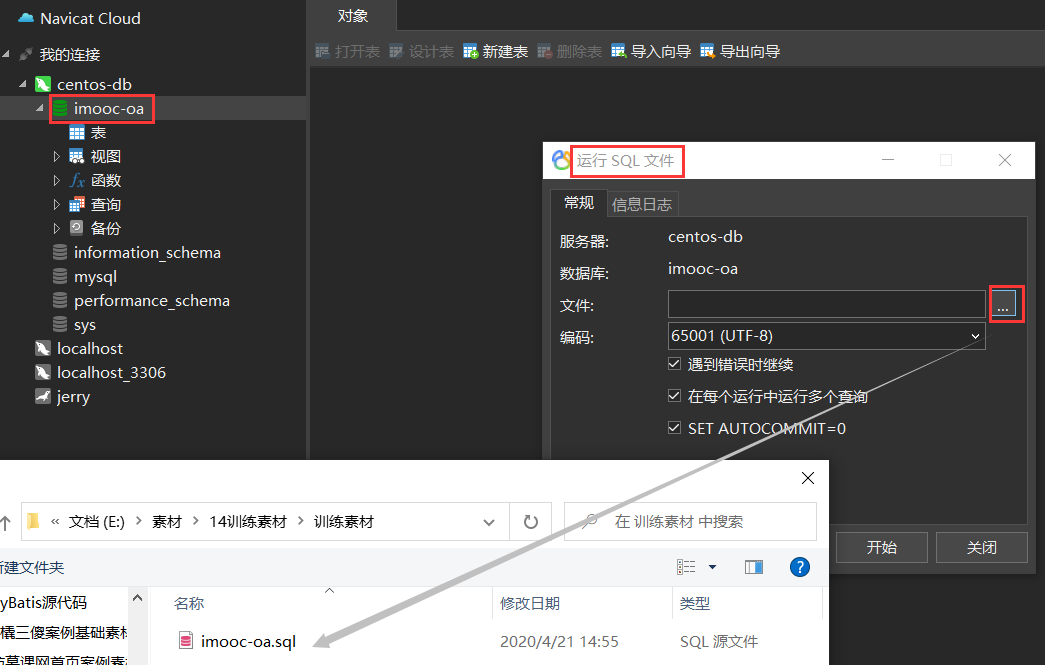 Navicat Cloud
我的连接
centos-db
imooc-oa
表
视图
函数
查询
备份
information_schema
mysql
performance_schema
sys
localhost
localhost_3306
jerry
对象
打开表 设计表 新建表 删除表 导入向导 导出向导
运行 SQL 文件
常规 信息日志
服务器: centos-db
数据库: imooc-oa
文件: ...
编码: 65001 (UTF-8)
遇到错误时继续
在每个运行中运行多个查询
SET AUTOCOMMIT=0
开始 关闭
« 文档 (E:) > 素材 > 14训练素材 > 训练素材
在 训练素材 中搜索
建文件夹
?
名称 修改日期 类型
imooc-oa.sql 2020/4/21 14:55 SQL 源文件
yBatis源代码
橇三傻案例基础素材
慕课网首页案例素